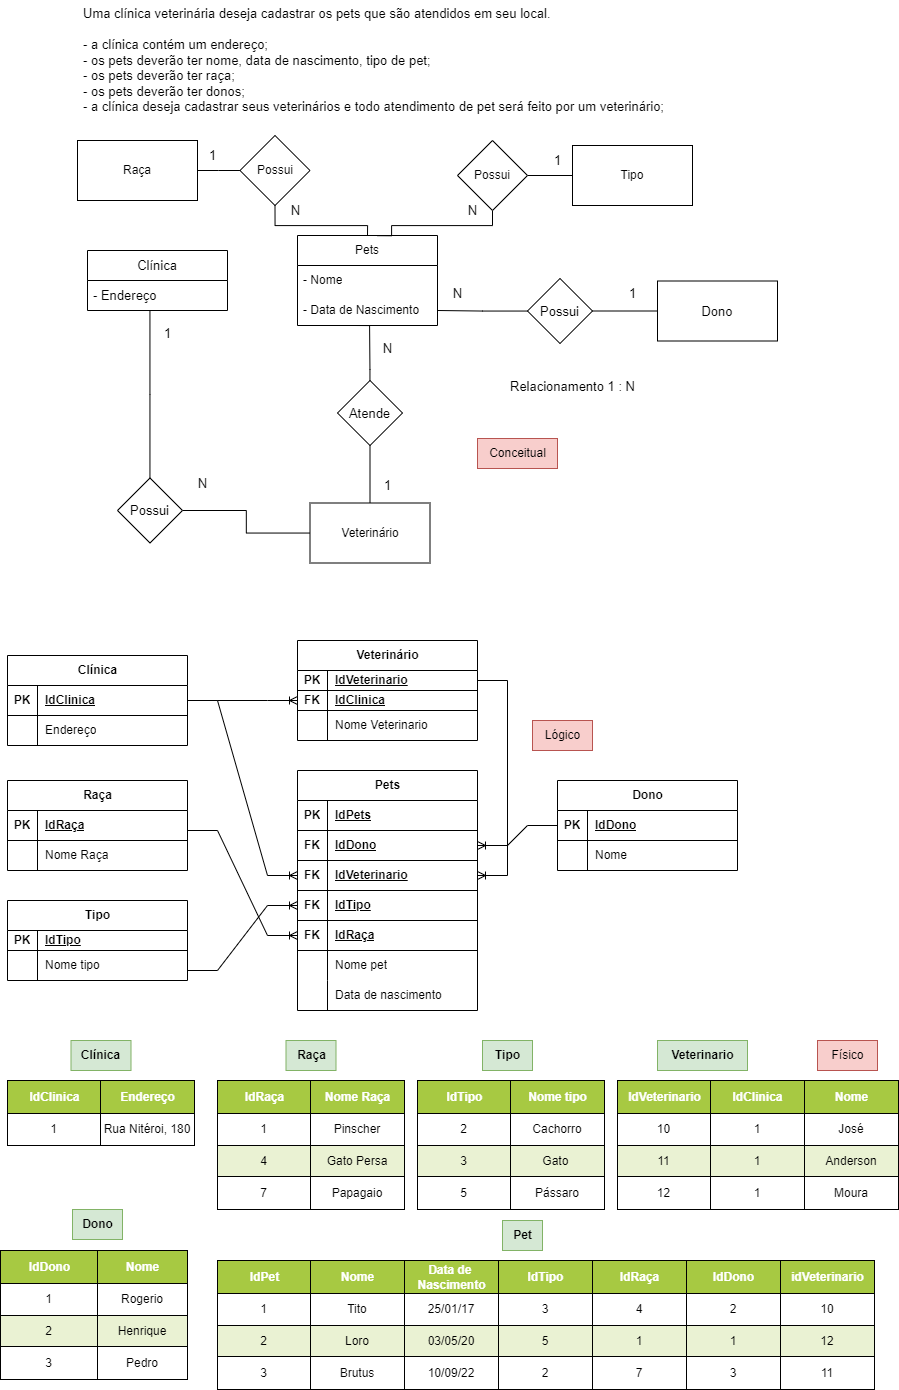 Uma clínica veterinária deseja cadastrar os pets que são atendidos em seu local.
- a clínica contém um endereço;
- os pets deverão ter nome, data de nascimento, tipo de pet;
- os pets deverão ter raça;
- os pets deverão ter donos;
- a clínica deseja cadastrar seus veterinários e todo atendimento de pet será feito por um veterinário;
Raça
1
Possui
N
Possui
1
Tipo
N
Pets
- Nome
- Data de Nascimento
Clínica
- Endereço
N
Possui
1
Dono
1
N
Relacionamento 1 : N
Atende
Conceitual
1
Possui
N
Veterinário
Clínica
PK IdClinica
Endereço
Veterinário
PK IdVeterinario
FK IdClinica
Nome Veterinario
Lógico
Raça
PK IdRaça
Nome Raça
Pets
PK IdPets
FK IdDono
FK IdVeterinario
FK IdTipo
FK IdRaça
Nome pet
Data de nascimento
Dono
PK IdDono
Nome
Tipo
PK IdTipo
Nome tipo
Clínica
IdClinica Endereço
1 Rua Nitéroi, 180
Raça
IdRaça Nome Raça
1 Pinscher
4 Gato Persa
7 Papagaio
Tipo
IdTipo Nome tipo
2 Cachorro
3 Gato
5 Pássaro
Veterinario
Físico
IdVeterinario IdClinica Nome
10 1 José
11 1 Anderson
12 1 Moura
Dono
IdDono Nome
1 Rogerio
2 Henrique
3 Pedro
Pet
IdPet Nome Data de Nascimento IdTipo IdRaça IdDono idVeterinario
1 Tito 25/01/17 3 4 2 10
2 Loro 03/05/20 5 1 1 12
3 Brutus 10/09/22 2 7 3 11